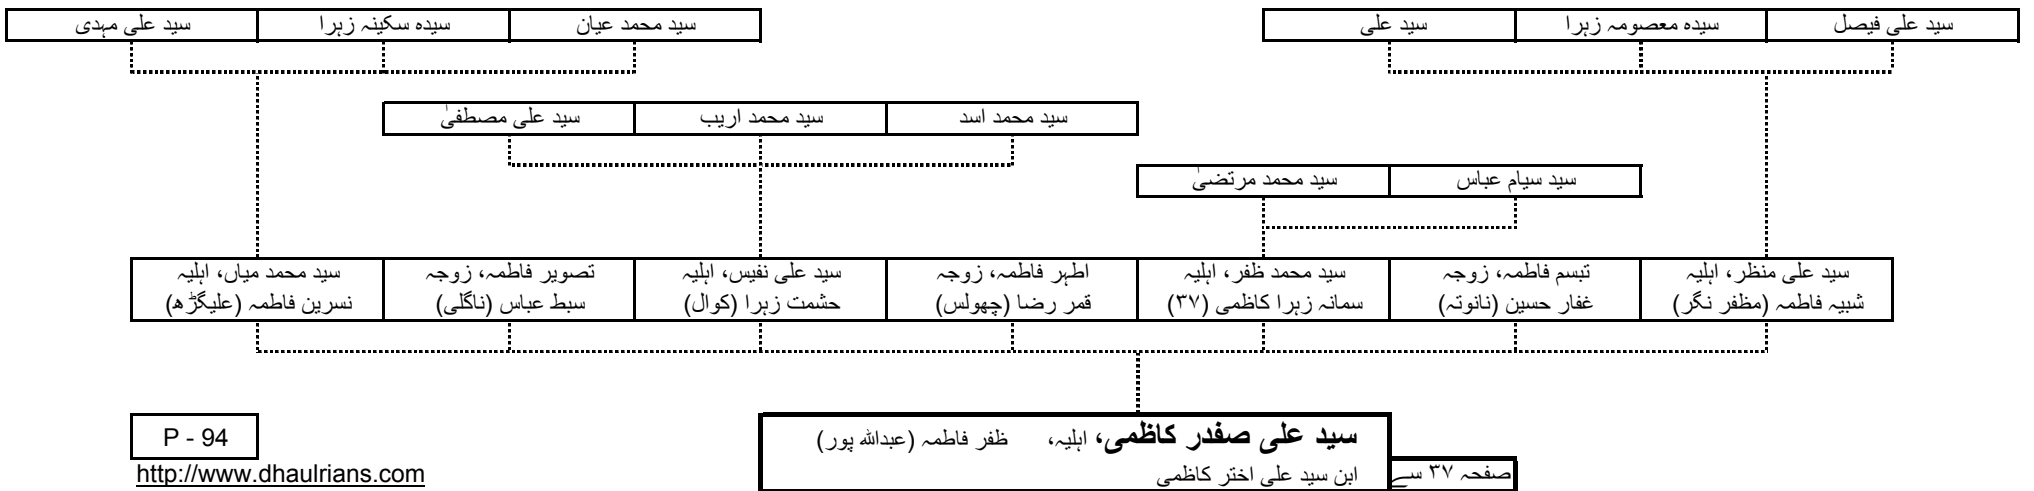 سید علی فیصل
سیدہ معصومہ زہرا
سید علی
سید محمد عیان
سیدہ سکینہ زہرا
سید علی مہدی
سید محمد اسد
سید محمد اریب
سید علی مصطفیٰ
سید سیام عباس
سید محمد مرتضیٰ
سید علی منظر، اہلیہ
شبیہ فاطمہ (مظفر نگر)
تبسم فاطمہ، زوجہ
غفار حسین (نانوتہ)
سید محمد ظفر، اہلیہ
سمانہ زہرا کاظمی (۳۷)
اطہر فاطمہ، زوجہ
قمر رضا (چھولس)
سید علی نفیس، اہلیہ
حشمت زہرا (کوال)
تصویر فاطمہ، زوجہ
سبط عباس (ناگلی)
سید محمد میاں، اہلیہ
نسرین فاطمہ (علیگڑھ)
سید علی صفدر کاظمی، اہلیہ، ظفر فاطمہ (عبداللہ پور)
ابن سید علی اختر کاظمی
صفحہ ۳۷ سے
P - 94
http://www.dhaulrians.com